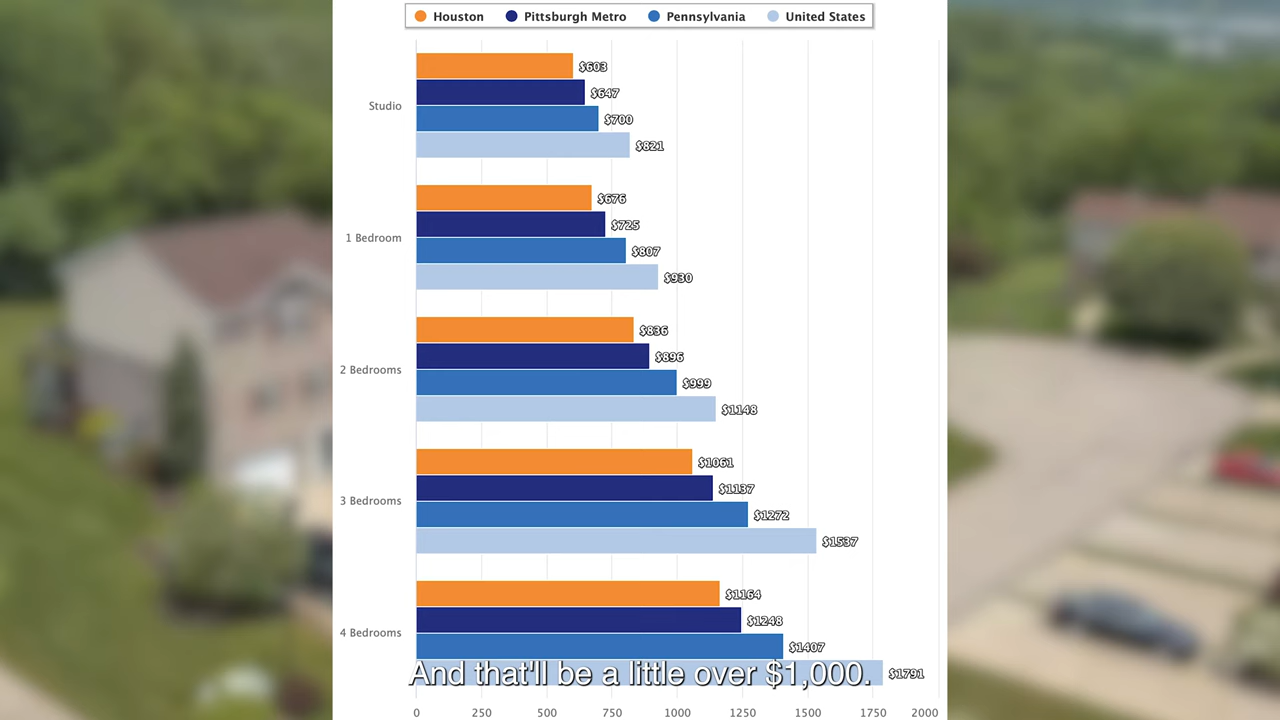 Houston Pittsburgh Metro Pennsylvania United States
$603
$647
Studio
$700
$821
$676
$725
1 Bedroom
$807
$930
$836
$896
2 Bedrooms
$999
$1148
$1061
$1137
3 Bedrooms
$1272
$1537
$1164
$1248
4 Bedrooms
$1407
And that'll be a little over $1,000.
$1791
0 250 500 750 1000 1250 1500 1750 2000